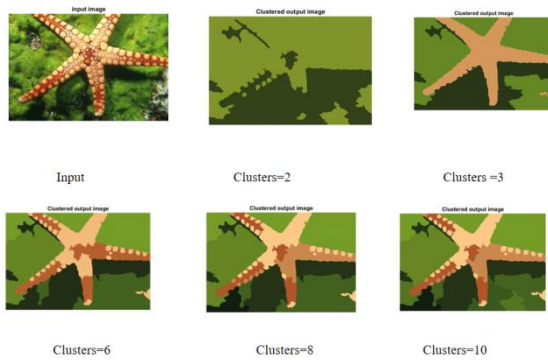 Input image
Clustered output image
Clustered output image
Input
Clusters=2
Clusters =3
Clustered output image
Clustered output image
Clustered output image
Clusters=6
Clusters=8
Clusters=10